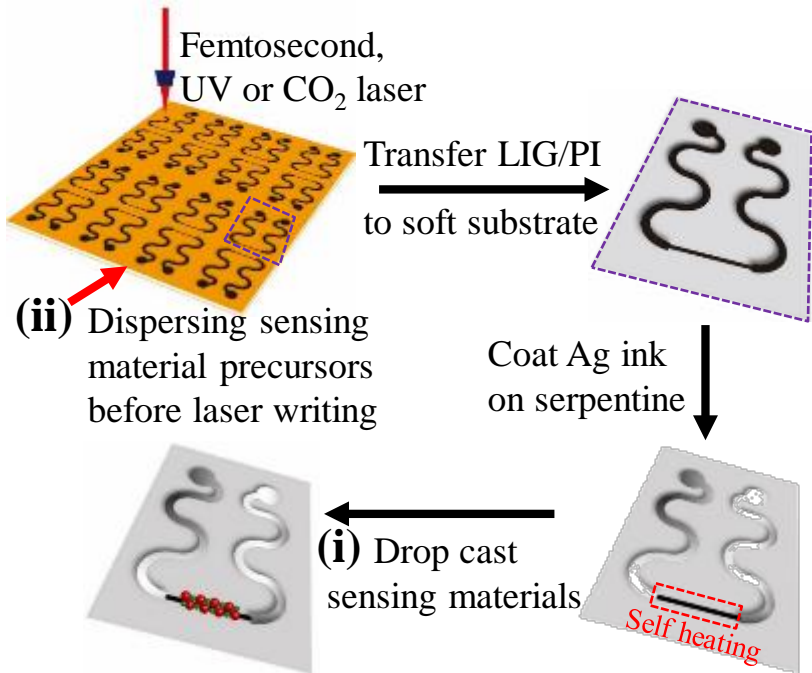 Femtosecond,
UV or CO₂ laser
Transfer LIG/PI
to soft substrate
(ii) Dispersing sensing
material precursors
before laser writing
Coat Ag ink
on serpentine
(i) Drop cast
sensing materials
Self heating